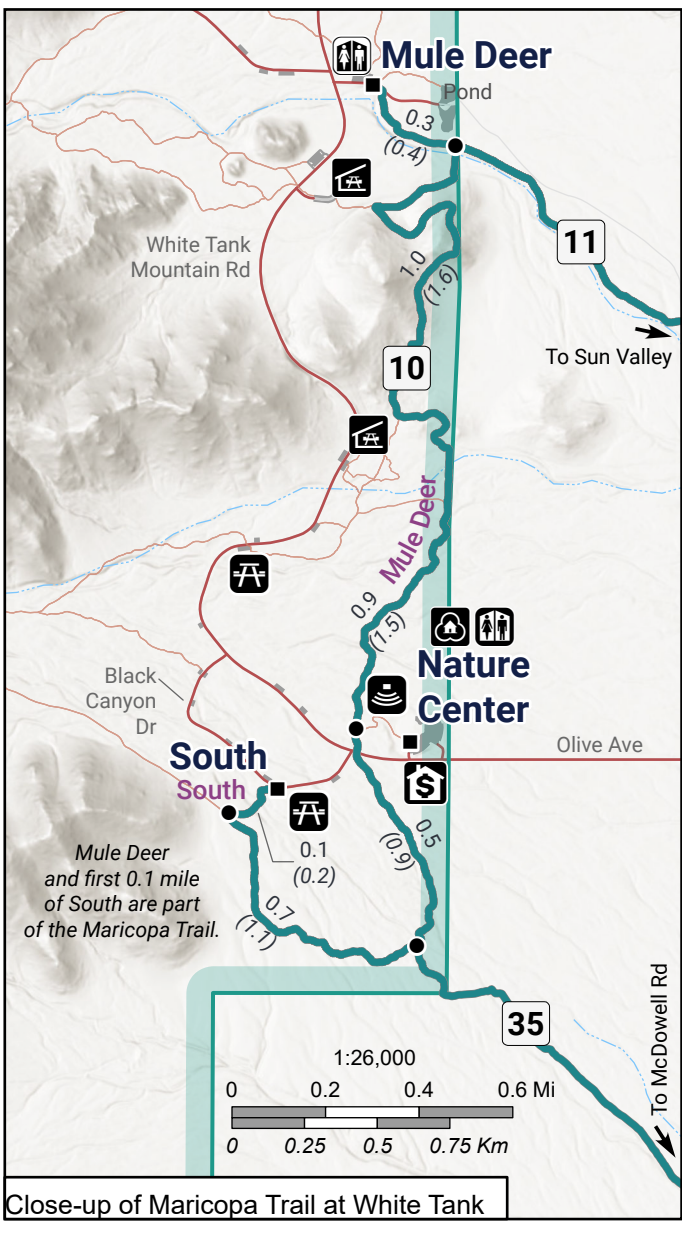 Mule Deer
Pond
0.3
(0.4)
11
White Tank
Mountain Rd
1.0
(1.6)
To Sun Valley
10
Mule Deer
0.9
(1.5)
Nature
Center
Black
Canyon
Dr
Olive Ave
South
South
$
0.5
(0.9)
0.1
(0.2)
Mule Deer
and first 0.1 mile
of South are part
of the Maricopa Trail.
0.7
(1.1)
35
To McDowell Rd
1:26,000
0 0.2 0.4 0.6 Mi
0 0.25 0.5 0.75 Km
Close-up of Maricopa Trail at White Tank